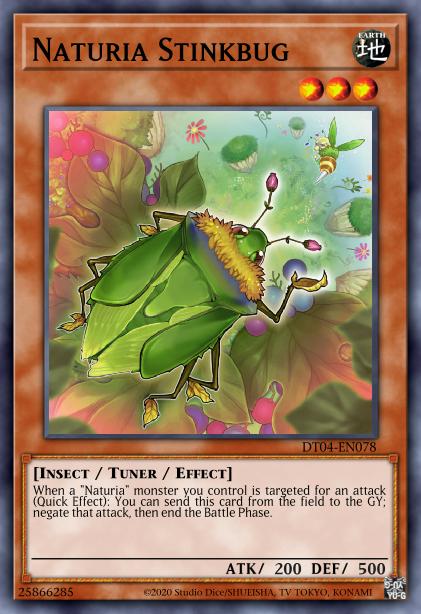 NATURIA STINKBUG
EARTH
地
DT04-EN078
[INSECT / TUNER / EFFECT]
When a "Naturia" monster you control is targeted for an attack
(Quick Effect): You can send this card from the field to the GY;
negate that attack, then end the Battle Phase.
ATK/ 200 DEF/ 500
25866285
©2020 Studio Dice/SHUEISHA, TV TOKYO, KONAMI